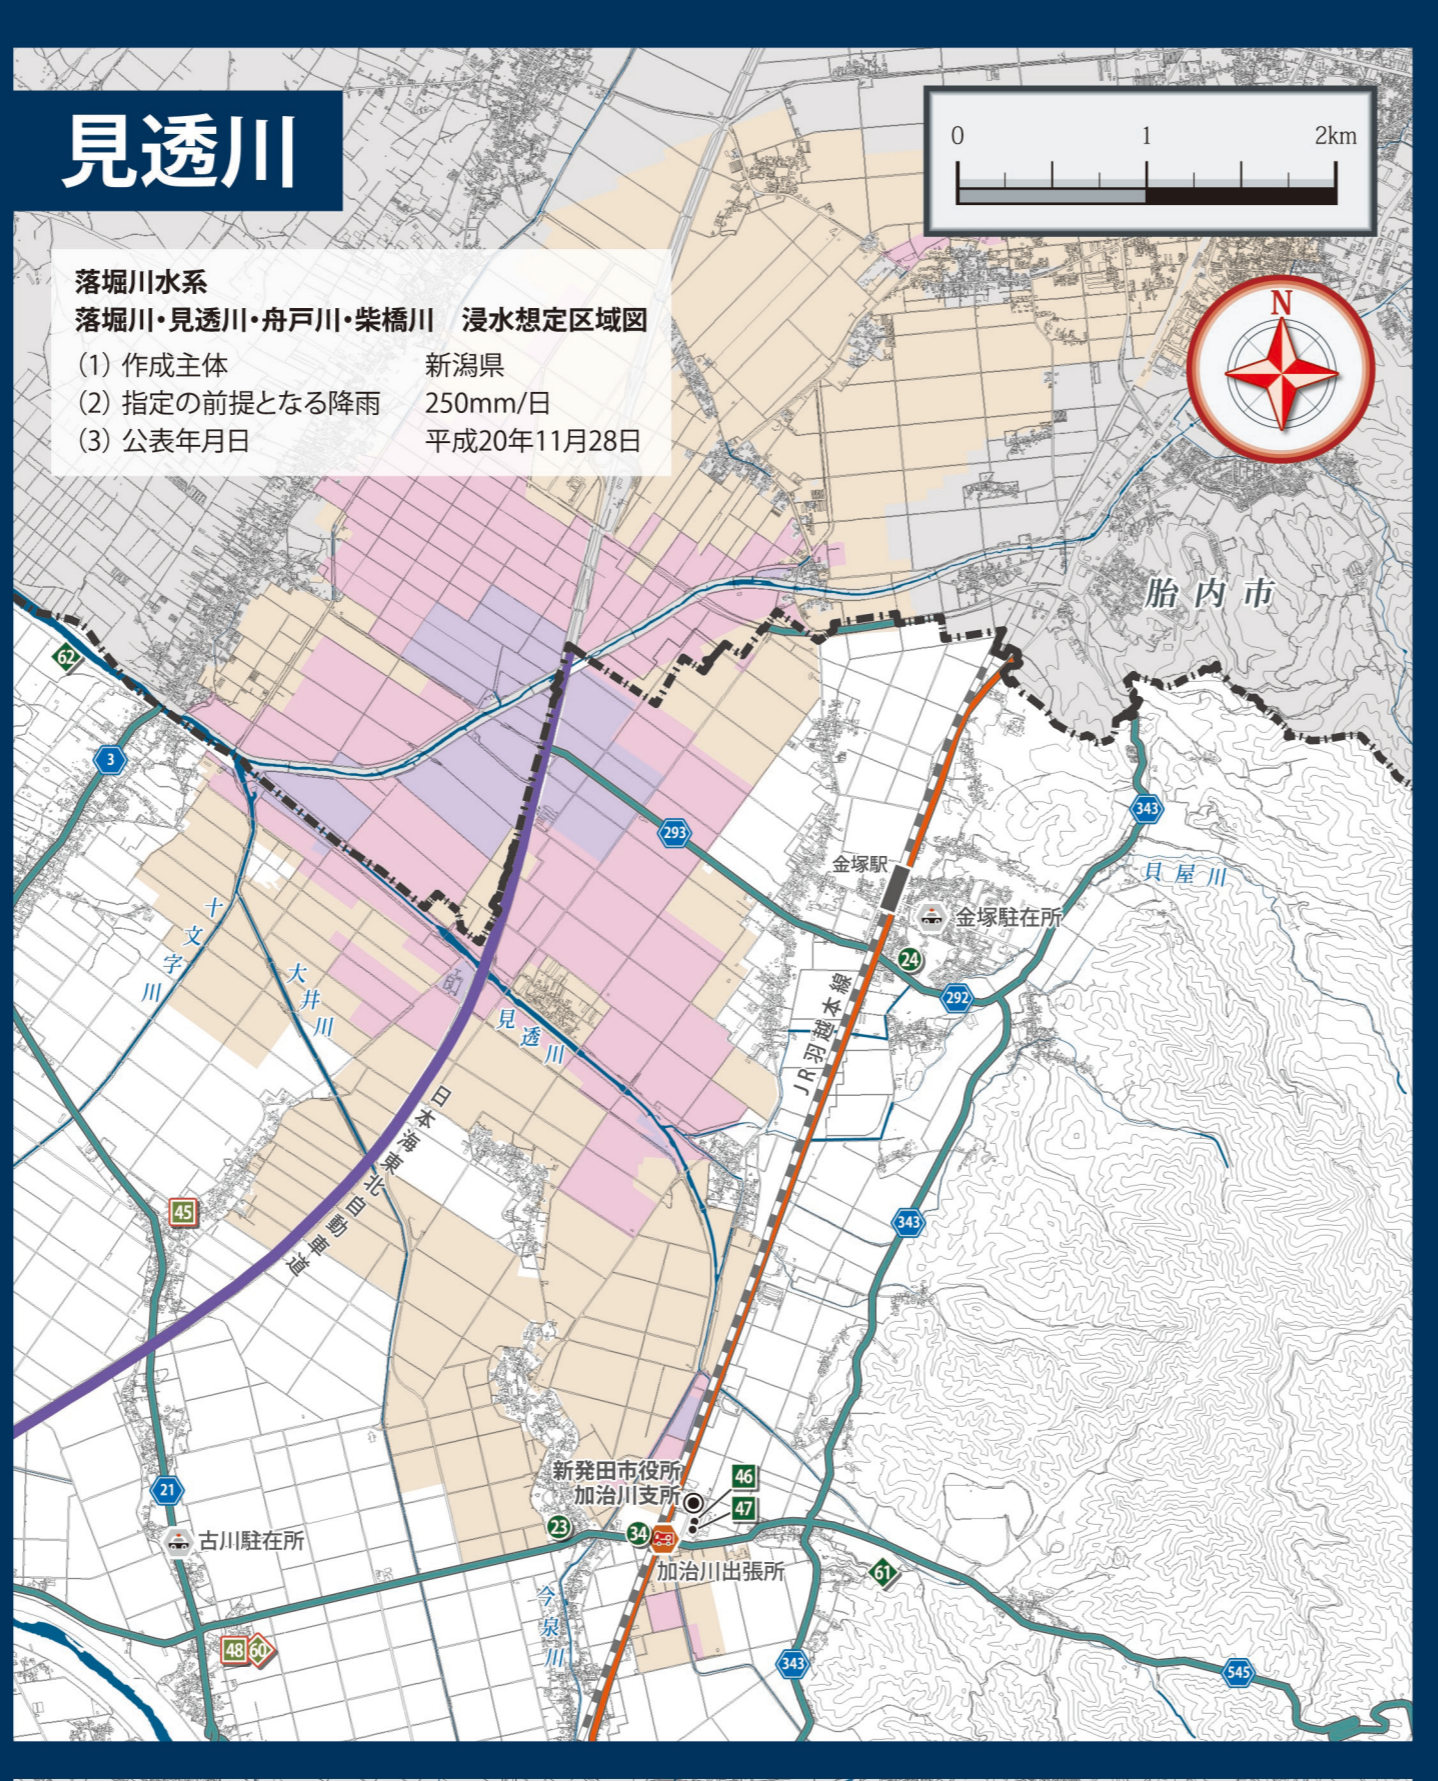 見透川
0 1 2km
落堀川水系
落堀川・見透川・舟戸川・柴橋川 浸水想定区域図
(1) 作成主体 新潟県
(2) 指定の前提となる降雨 250mm/日
(3) 公表年月日 平成20年11月28日
N
胎内市
62
3
343
293
金塚駅
貝屋川
金塚駐在所
24
292
十文字川
大井川
見透川
JR羽越本線
日本海東北自動車道
45
343
21
新発田市役所
加治川支所
46
47
23
34
古川駐在所
加治川出張所
61
今泉川
48
60
343
545